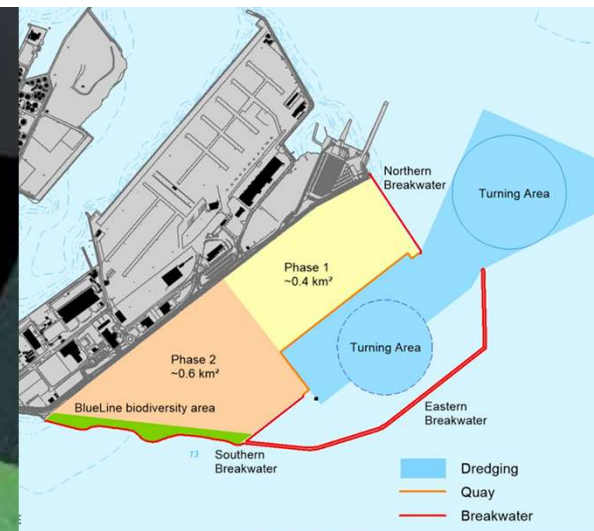 Northern
Breakwater
Turning Area
Phase 1
~0.4 km²
Turning Area
Phase 2
~0.6 km²
BlueLine biodiversity area
Eastern
Breakwater
13
Southern
Breakwater
Dredging
Quay
Breakwater
E